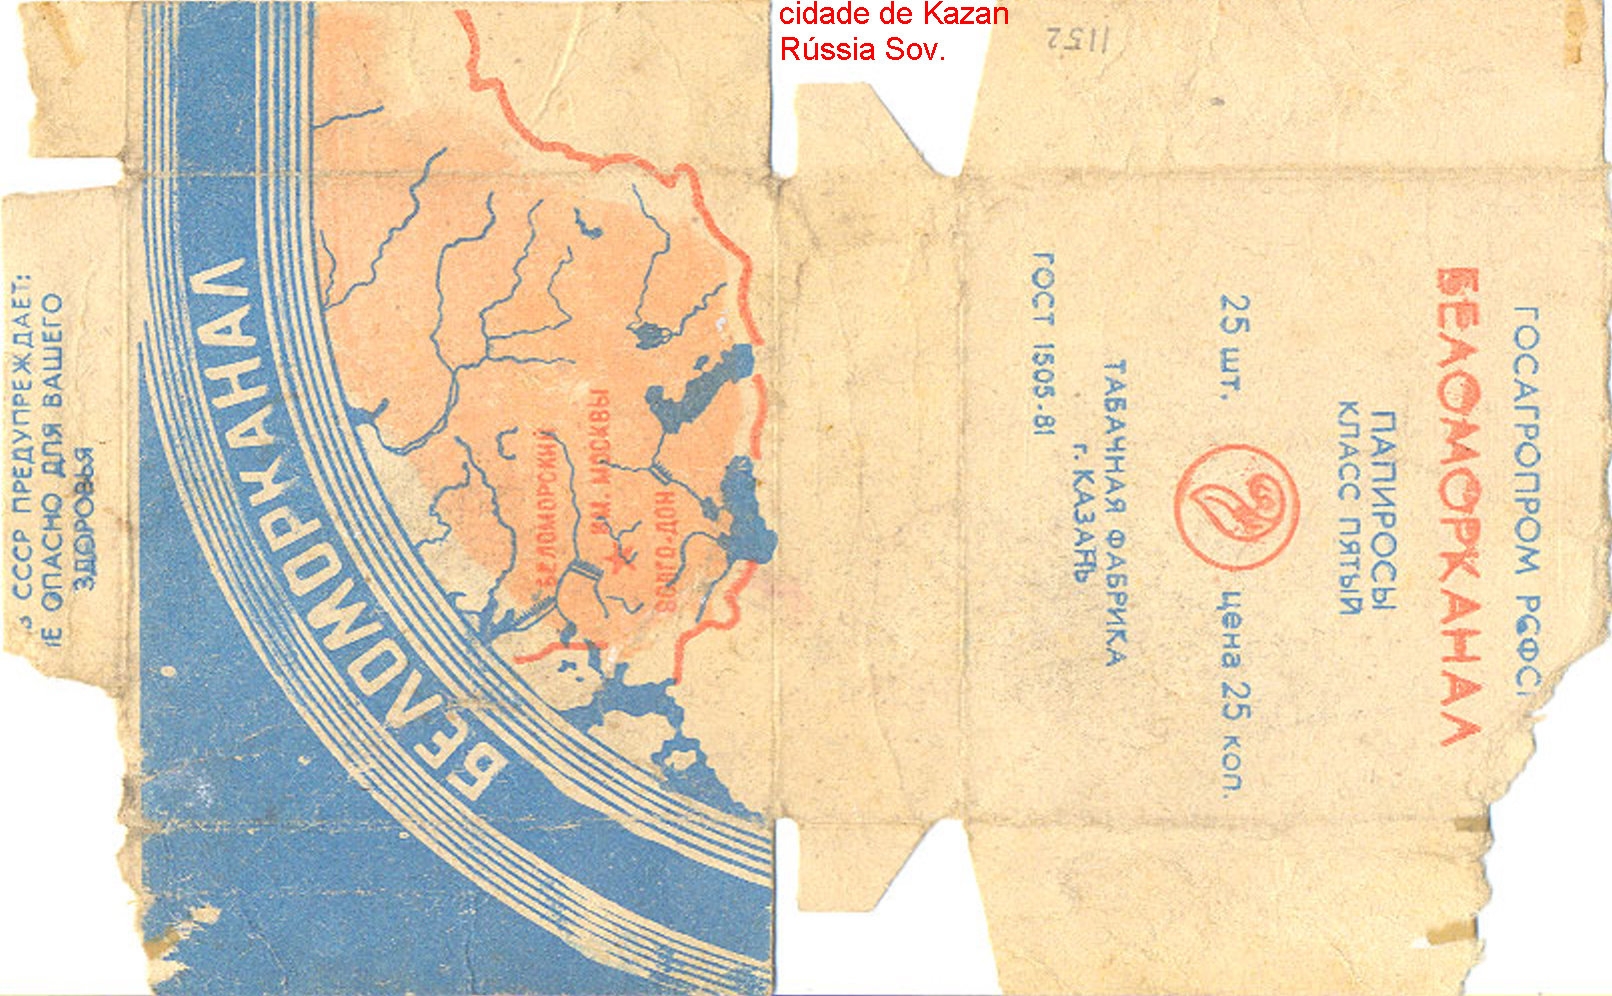 cidade de Kazan
Rússia Sov.
1152
СССР ПРЕДУПРЕЖДАЕТ:
ОПАСНО ДЛЯ ВАШЕГО
ЗДОРОВЬЯ
БЕЛОМОРКАНАЛ
БЕЛОМОРСКИЙ
ИМ. МОСКВЫ
ВОЛГО-ДОН
ГОСАГРОПРОМ РСФС
БЕЛОМОРКАНАЛ
ПАПИРОСЫ
КЛАСС ПЯТЫЙ
25 шт. цена 25 коп.
ТАБАЧНАЯ ФАБРИКА
г. КАЗАНЬ
ГОСТ 1505-81